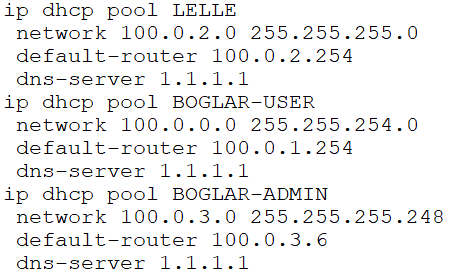 ip dhcp pool LELLE
 network 100.0.2.0 255.255.255.0
 default-router 100.0.2.254
 dns-server 1.1.1.1
ip dhcp pool BOGLAR-USER
 network 100.0.0.0 255.255.254.0
 default-router 100.0.1.254
 dns-server 1.1.1.1
ip dhcp pool BOGLAR-ADMIN
 network 100.0.3.0 255.255.255.248
 default-router 100.0.3.6
 dns-server 1.1.1.1